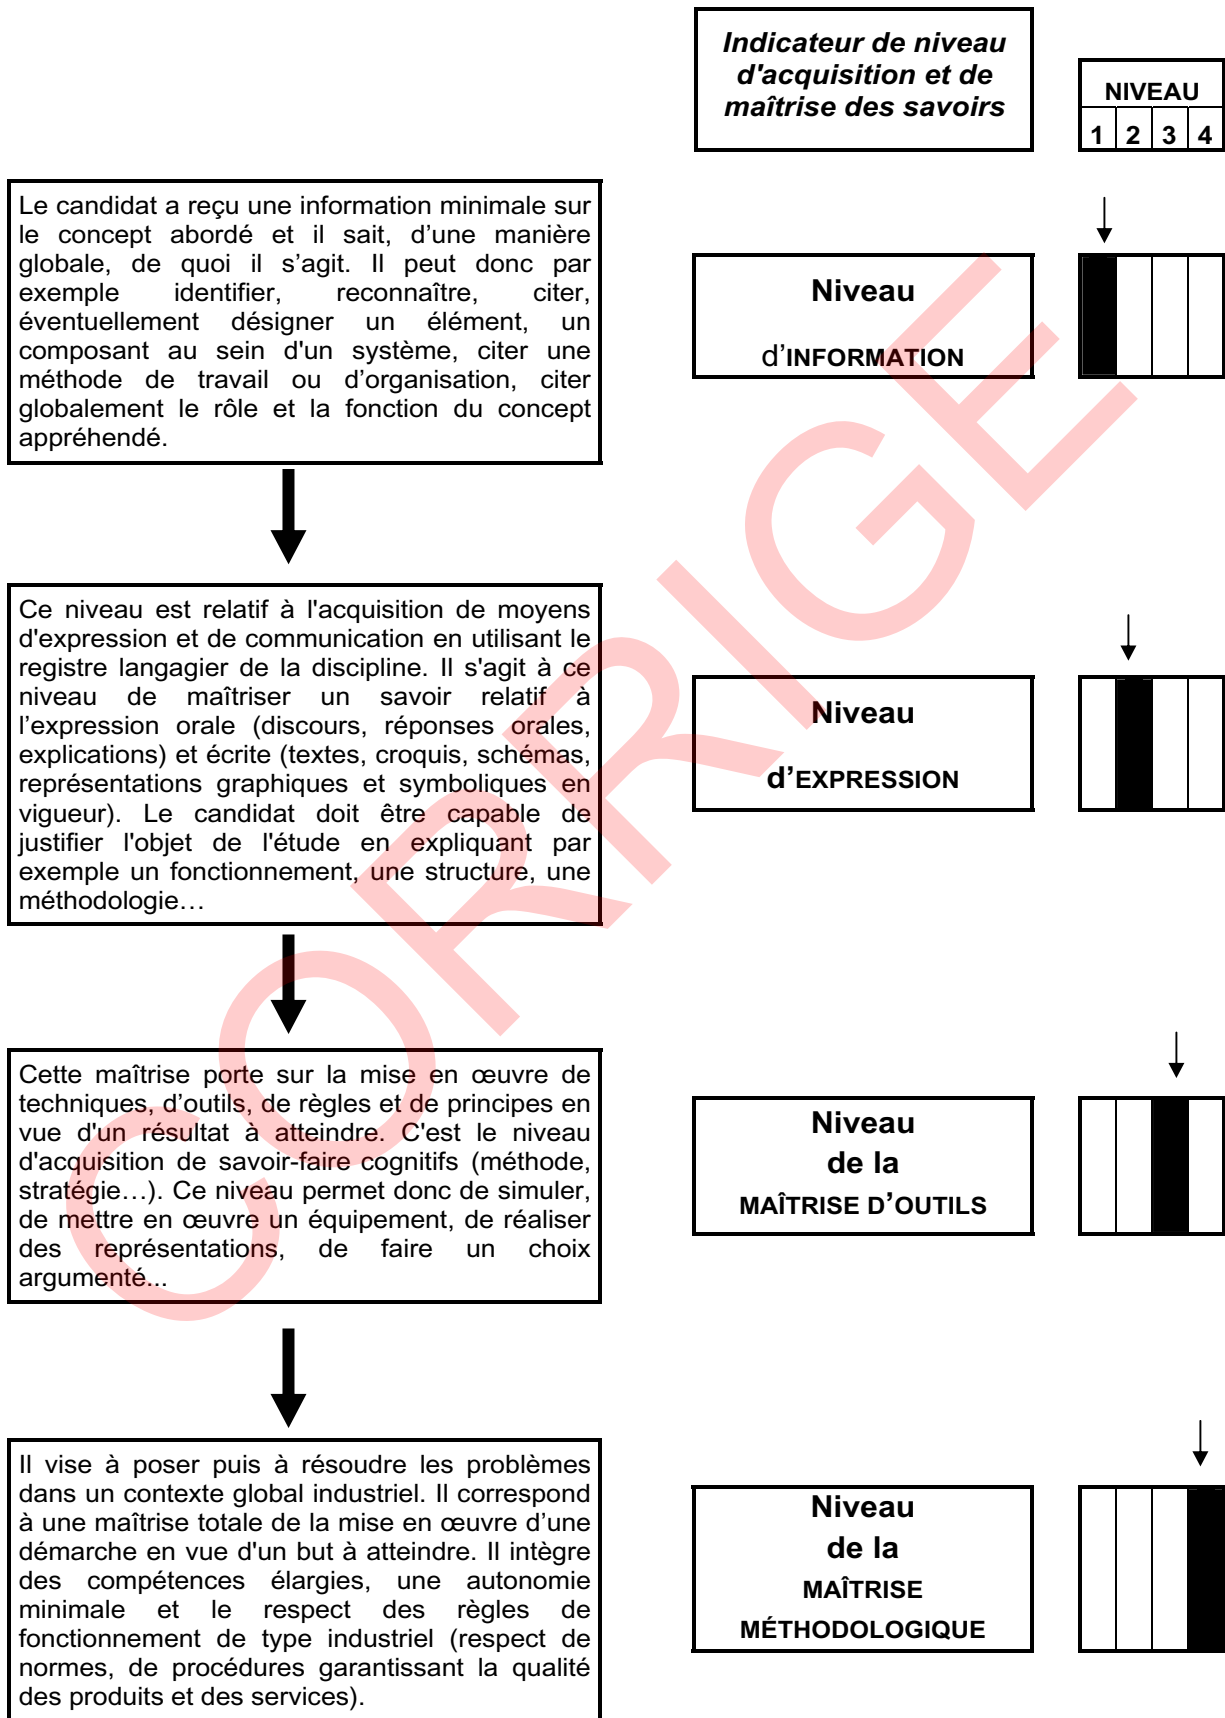 Indicateur de niveau
d'acquisition et de
maîtrise des savoirs
NIVEAU
1 2 3 4
Le candidat a reçu une information minimale sur
le concept abordé et il sait, d’une manière
globale, de quoi il s’agit. Il peut donc par
exemple identifier, reconnaître, citer,
éventuellement désigner un élément, un
composant au sein d'un système, citer une
méthode de travail ou d’organisation, citer
globalement le rôle et la fonction du concept
appréhendé.
Niveau
d’INFORMATION
Ce niveau est relatif à l'acquisition de moyens
d'expression et de communication en utilisant le
registre langagier de la discipline. Il s'agit à ce
niveau de maîtriser un savoir relatif à
l’expression orale (discours, réponses orales,
explications) et écrite (textes, croquis, schémas,
représentations graphiques et symboliques en
vigueur). Le candidat doit être capable de
justifier l'objet de l'étude en expliquant par
exemple un fonctionnement, une structure, une
méthodologie…
Niveau
d’EXPRESSION
Cette maîtrise porte sur la mise en œuvre de
techniques, d’outils, de règles et de principes en
vue d'un résultat à atteindre. C'est le niveau
d'acquisition de savoir-faire cognitifs (méthode,
stratégie…). Ce niveau permet donc de simuler,
de mettre en œuvre un équipement, de réaliser
des représentations, de faire un choix
argumenté...
Niveau
de la
MAÎTRISE D’OUTILS
Il vise à poser puis à résoudre les problèmes
dans un contexte global industriel. Il correspond
à une maîtrise totale de la mise en œuvre d’une
démarche en vue d'un but à atteindre. Il intègre
des compétences élargies, une autonomie
minimale et le respect des règles de
fonctionnement de type industriel (respect de
normes, de procédures garantissant la qualité
des produits et des services).
Niveau
de la
MAÎTRISE
MÉTHODOLOGIQUE
CORRIGE